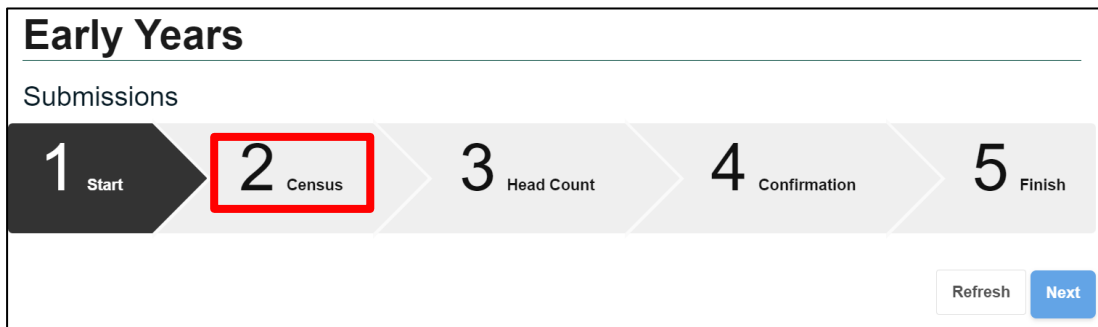 Early Years
Submissions
1 Start 2 Census 3 Head Count 4 Confirmation 5 Finish
Refresh Next